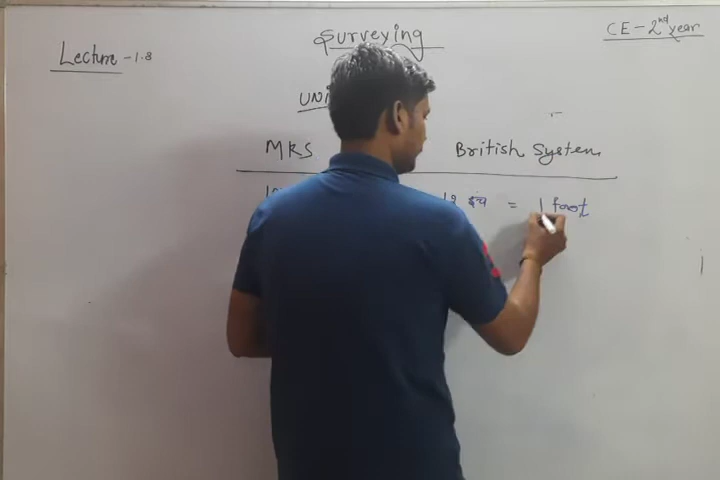 Surveying
CE-2nd year
Lecture-1.8
UNI
MKS British System
12 इंच = 1 foot